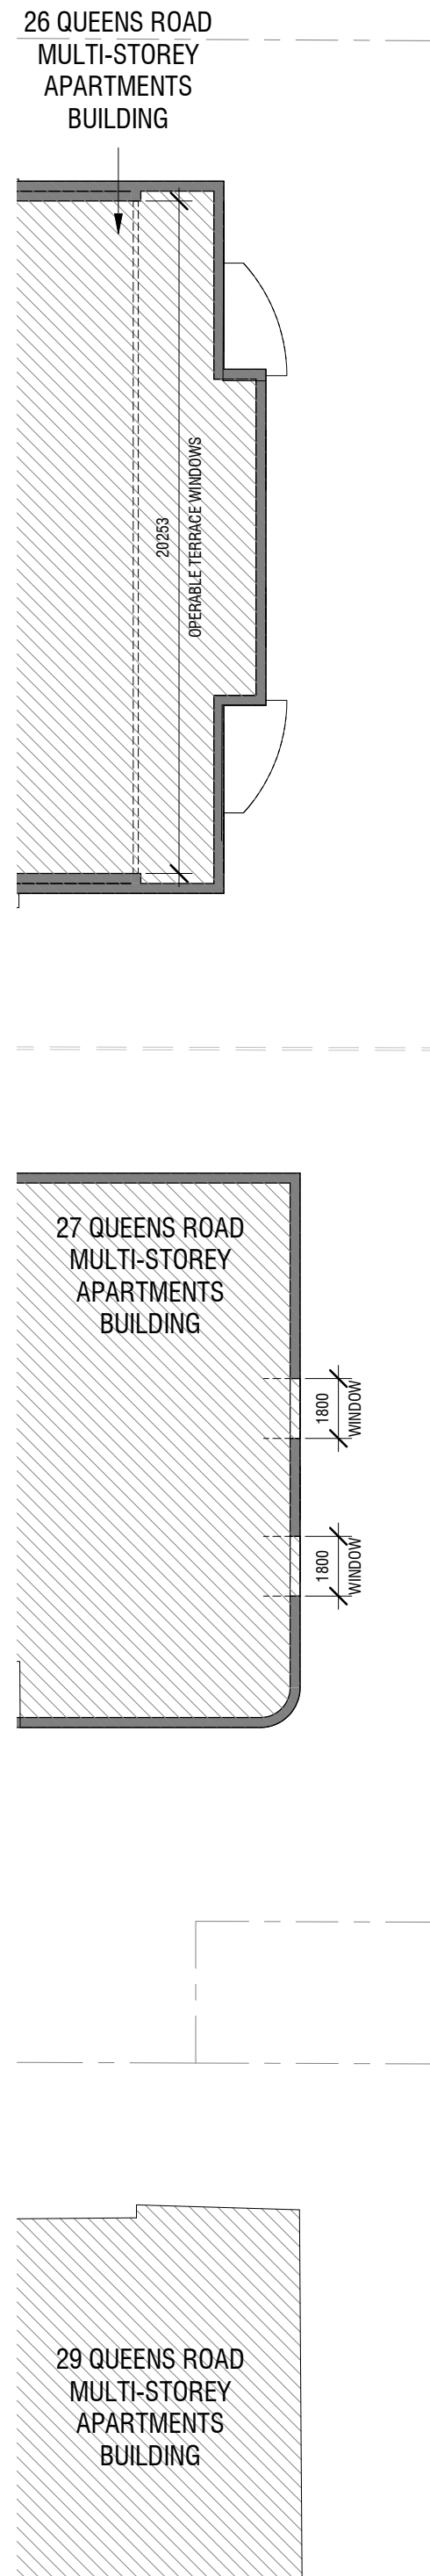 26 QUEENS ROAD
MULTI-STOREY
APARTMENTS
BUILDING
20253
OPERABLE TERRACE WINDOWS
27 QUEENS ROAD
MULTI-STOREY
APARTMENTS
BUILDING
1800
WINDOW
1800
WINDOW
29 QUEENS ROAD
MULTI-STOREY
APARTMENTS
BUILDING